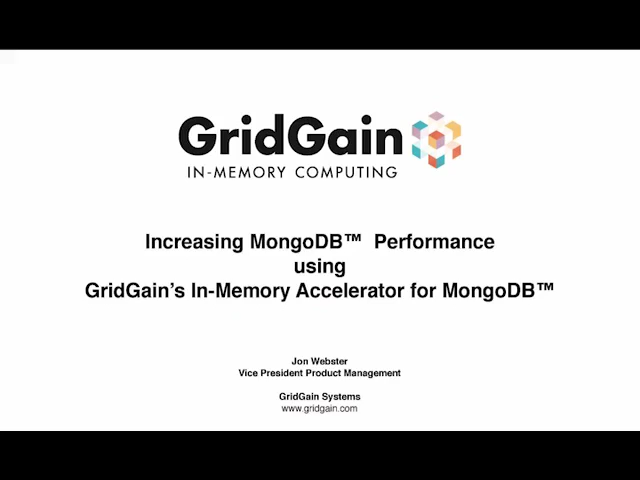 GridGain
IN-MEMORY COMPUTING
Increasing MongoDB™ Performance
using
GridGain's In-Memory Accelerator for MongoDB™
Jon Webster
Vice President Product Management
GridGain Systems
www.gridgain.com